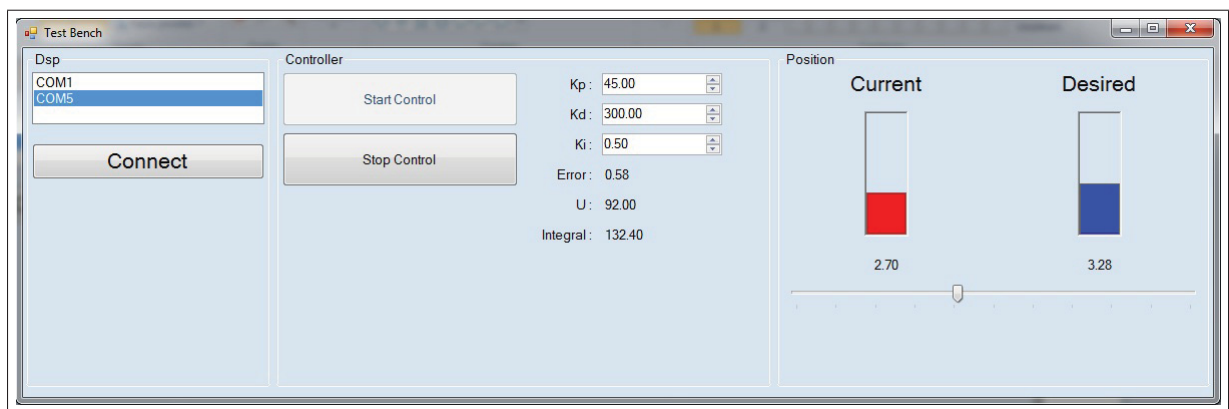 Test Bench
Dsp
COM1
COM5
Connect
Controller
Start Control
Stop Control
Kp : 45.00
Kd : 300.00
Ki : 0.50
Error : 0.58
U : 92.00
Integral : 132.40
Position
Current Desired
2.70 3.28